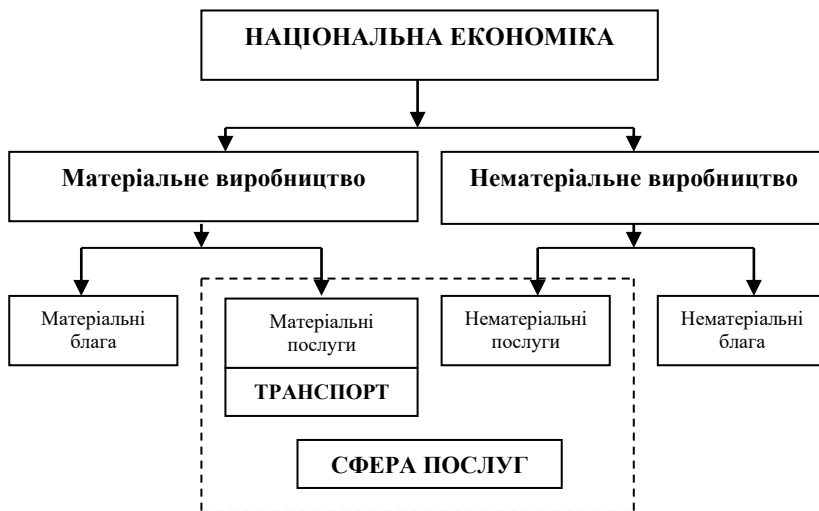 НАЦІОНАЛЬНА ЕКОНОМІКА
Матеріальне виробництво
Нематеріальне виробництво
Матеріальні
блага
Матеріальні
послуги
Нематеріальні
послуги
Нематеріальні
блага
ТРАНСПОРТ
СФЕРА ПОСЛУГ